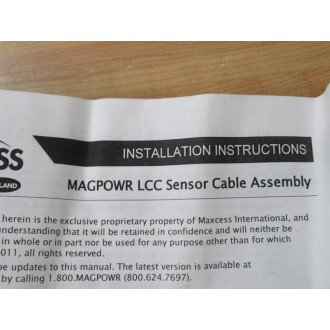 SS
LAND
INSTALLATION INSTRUCTIONS
MAGPOWR LCC Sensor Cable Assembly
herein is the exclusive proprietary property of Maxcess International, and
understanding that it will be retained in confidence and will neither be
in whole or in part nor be used for any purpose other than for which
011, all rights reserved.
be updates to this manual. The latest version is available at
by calling 1.800.MAGPOWR (800.624.7697).